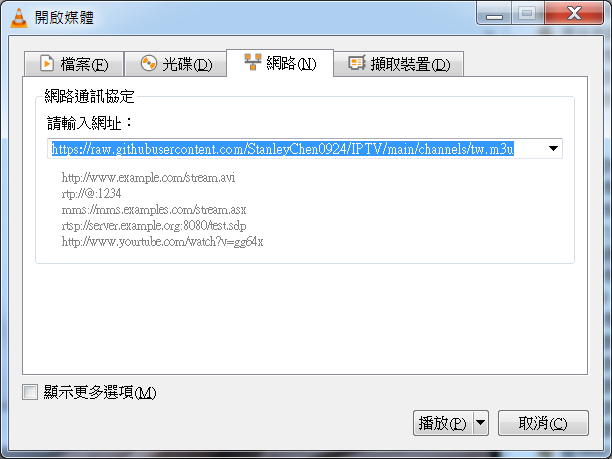 開啟媒體
檔案(F) 光碟(D) 網路(N) 擷取裝置(D)
網路通訊協定
請輸入網址：
https://raw.githubusercontent.com/StanleyChen0924/IPTV/main/channels/tw.m3u
http://www.example.com/stream.avi
rtp://@:1234
mms://mms.examples.com/stream.asx
rtsp://server.example.org:8080/test.sdp
http://www.yourtube.com/watch?v=gg64x
顯示更多選項(M)
播放(P) 取消(C)